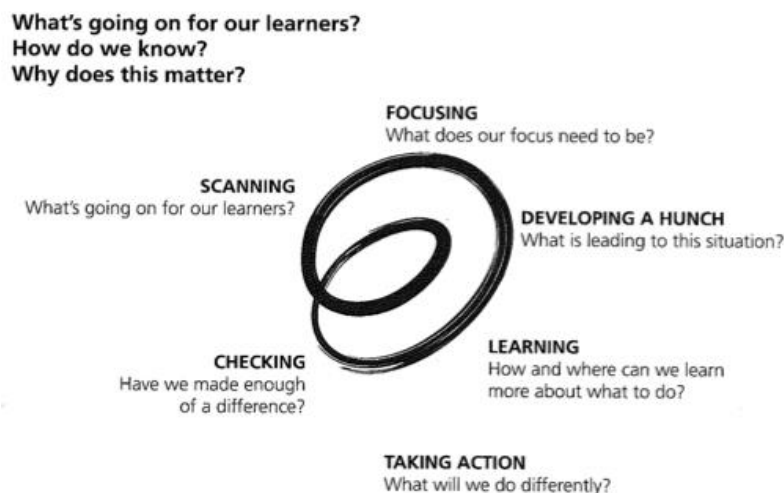 What's going on for our learners?
How do we know?
Why does this matter?
FOCUSING
What does our focus need to be?
SCANNING
What's going on for our learners?
DEVELOPING A HUNCH
What is leading to this situation?
LEARNING
How and where can we learn
more about what to do?
CHECKING
Have we made enough
of a difference?
TAKING ACTION
What will we do differently?